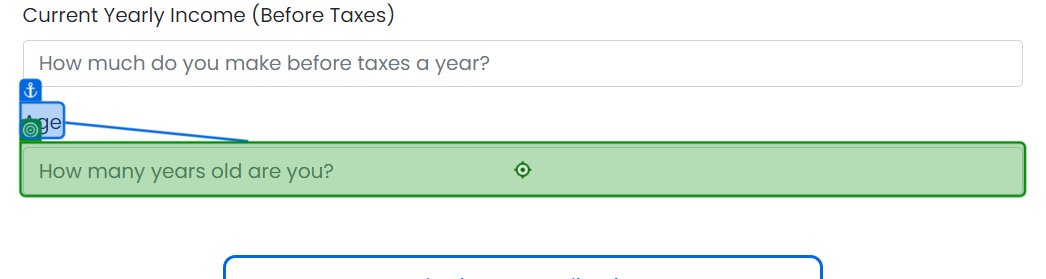 Current Yearly Income (Before Taxes)
How much do you make before taxes a year?
Age
How many years old are you?